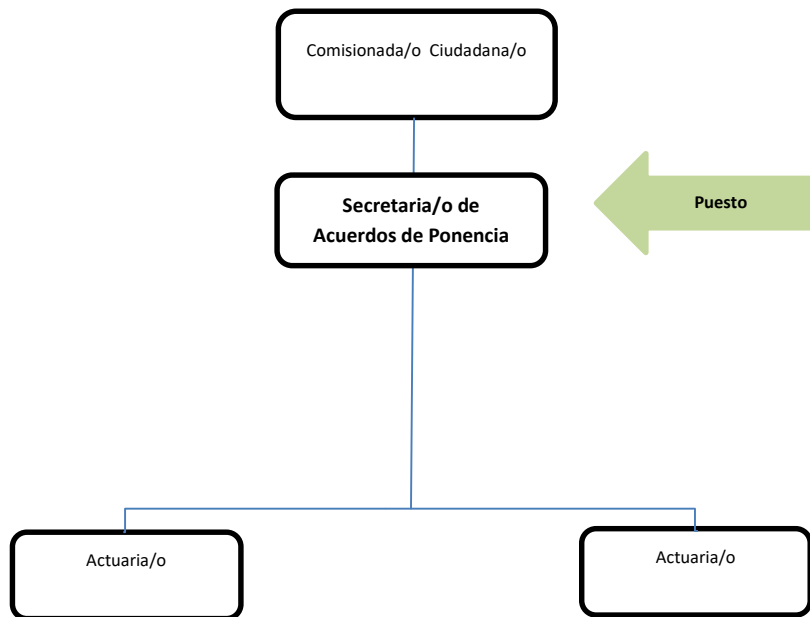 Comisionada/o Ciudadana/o
Secretaria/o de
Acuerdos de Ponencia
Puesto
Actuaria/o
Actuaria/o